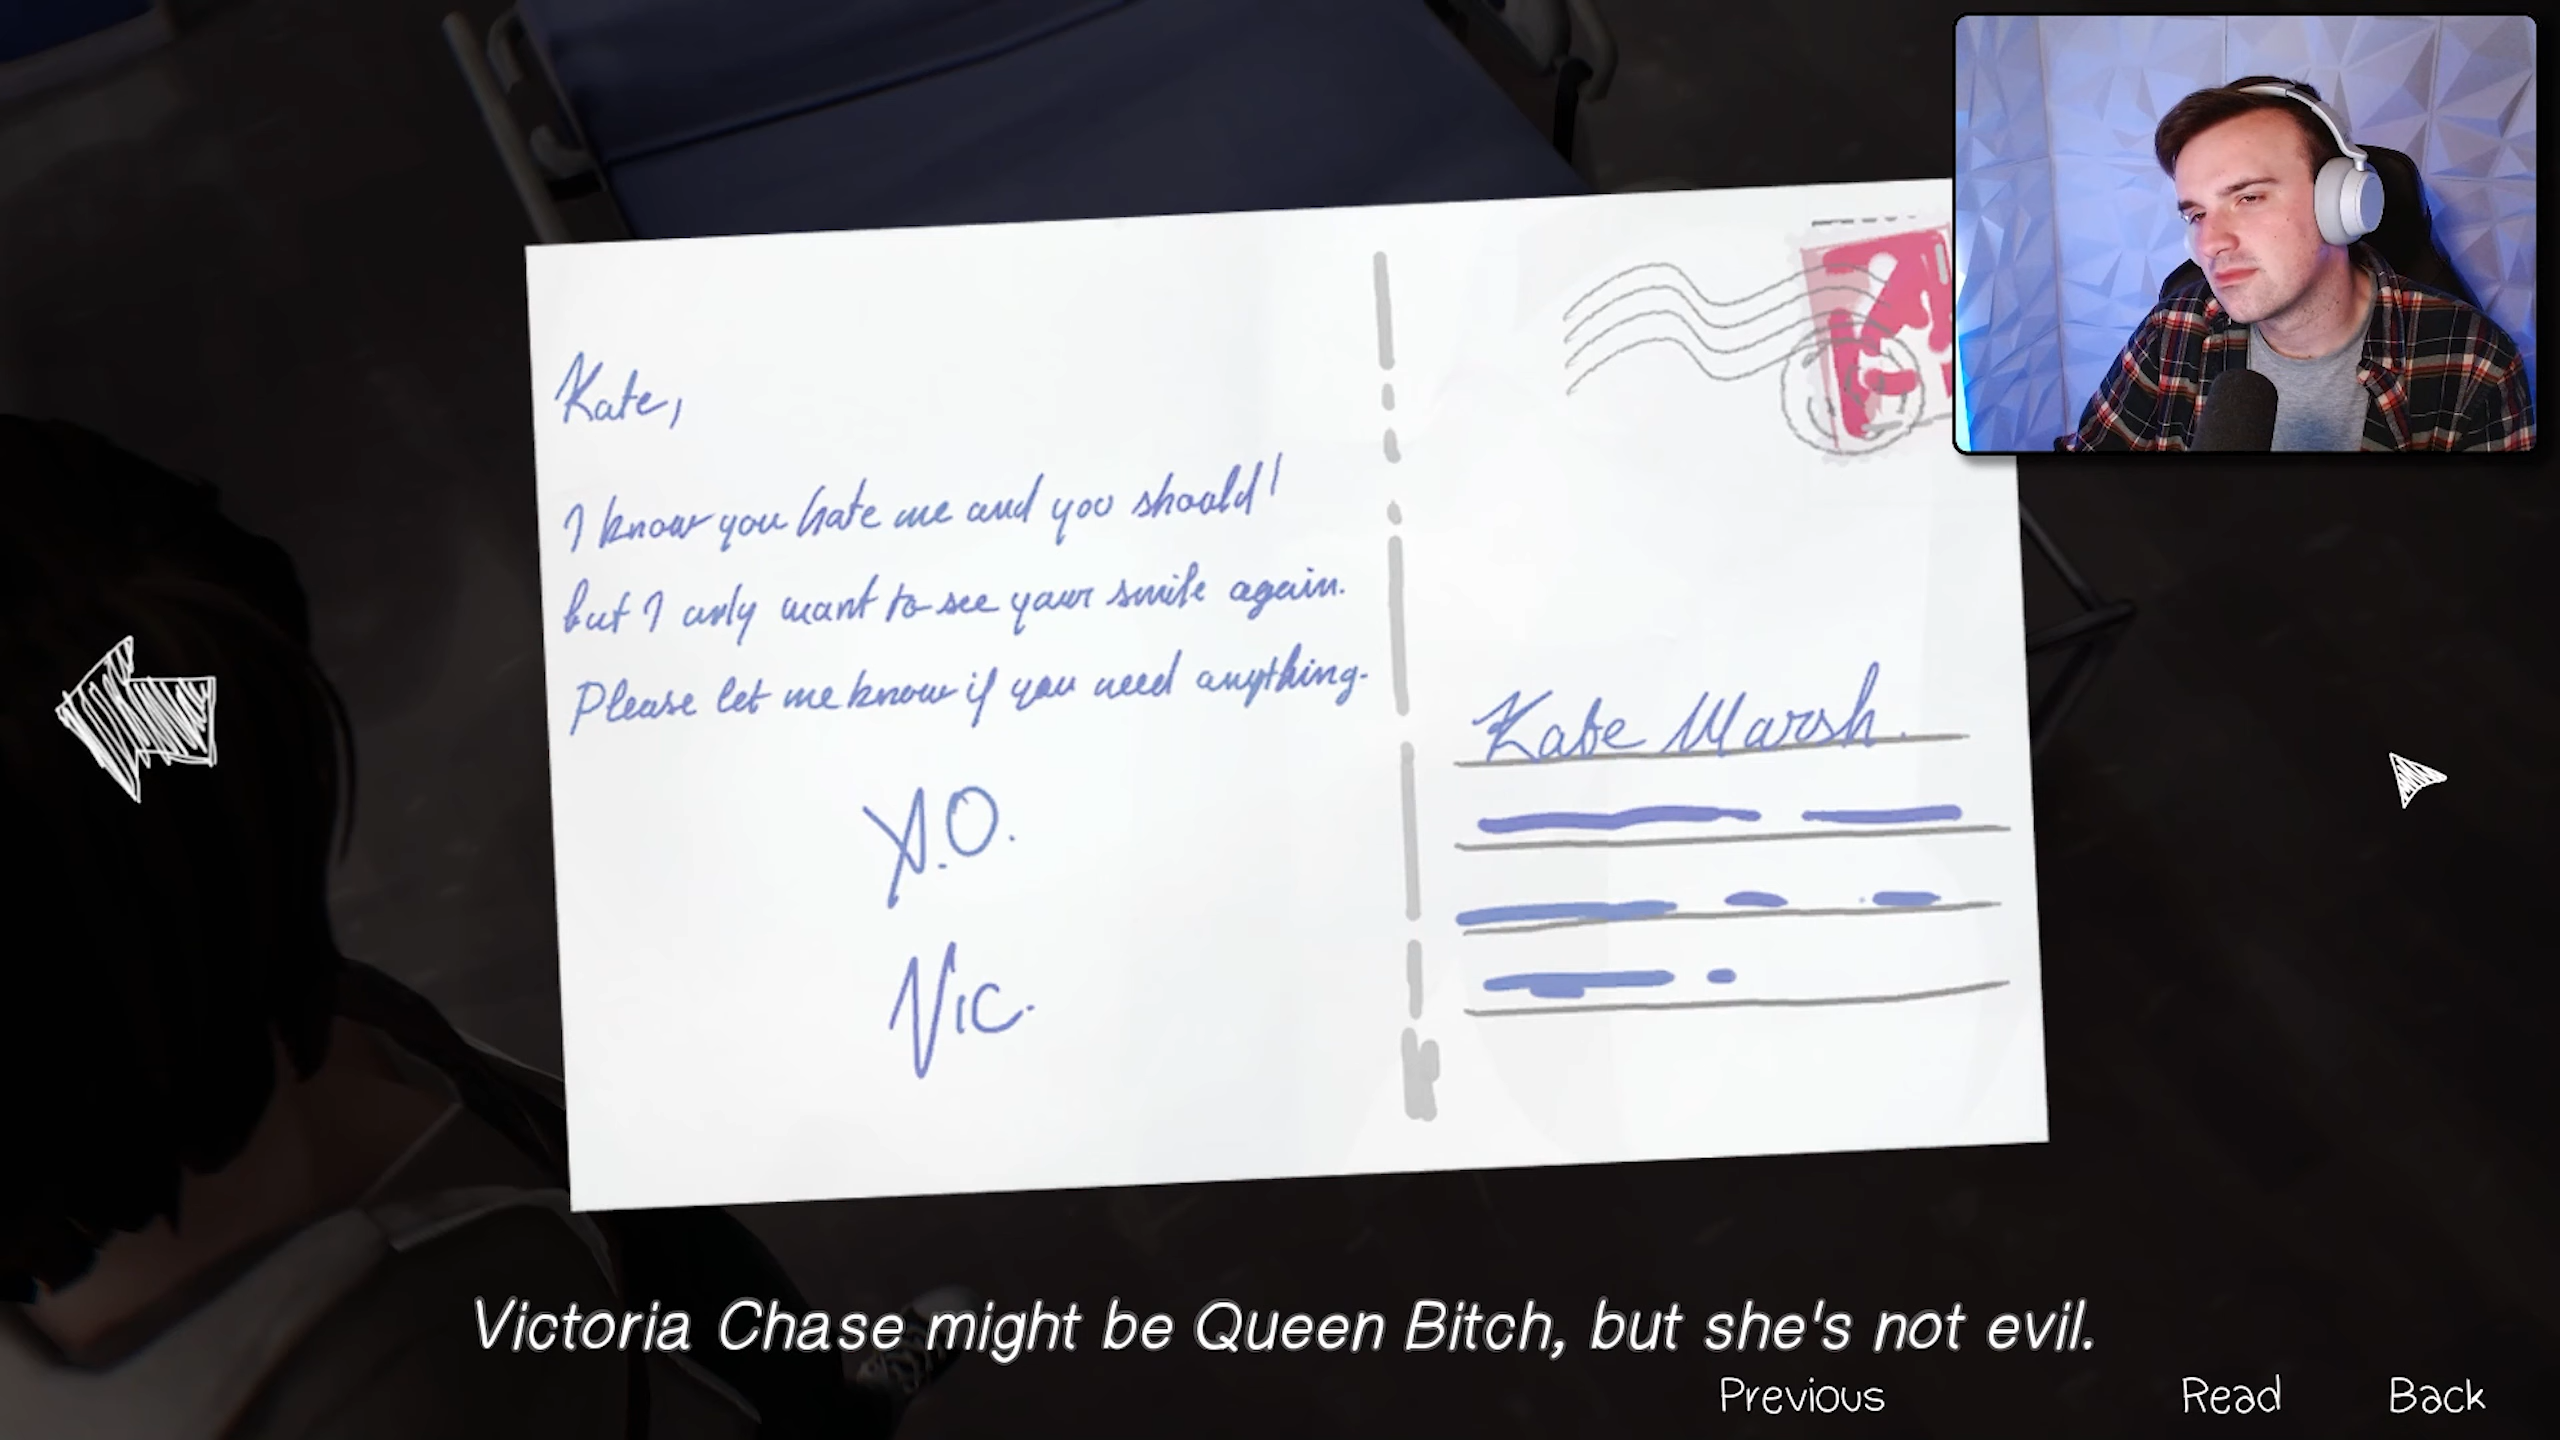 Kate,
I know you hate me and you should!
but I only want to see your smile again.
Please let me know if you need anything.
X.O.
Vic.
Kate Marsh.
Victoria Chase might be Queen Bitch, but she's not evil.
Previous
Read
Back